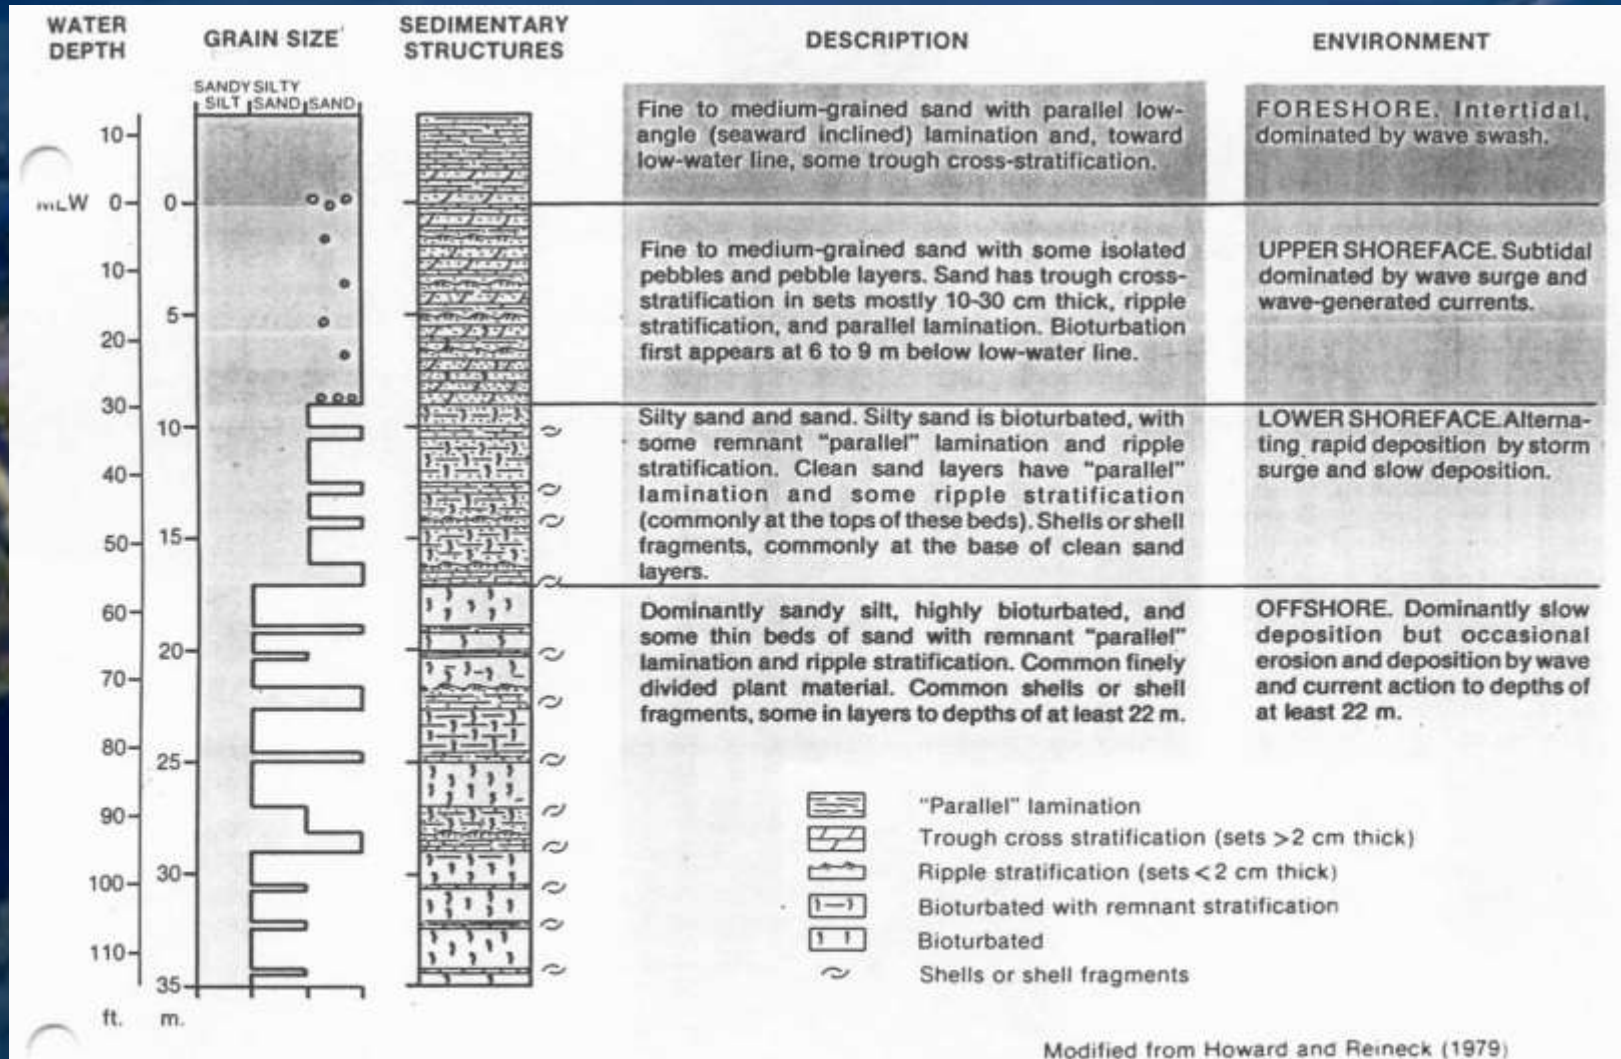 WATER
DEPTH
GRAIN SIZE
SEDIMENTARY
STRUCTURES
DESCRIPTION
ENVIRONMENT
SANDY SILTY
SILT SAND SAND
10
MLW 0
10
20
30
40
50
60
70
80
90
100
110
ft.
0
5
10
15
20
25
30
35
m.
Fine to medium-grained sand with parallel low-
angle (seaward inclined) lamination and, toward
low-water line, some trough cross-stratification.
FORESHORE. Intertidal,
dominated by wave swash.
Fine to medium-grained sand with some isolated
pebbles and pebble layers. Sand has trough cross-
stratification in sets mostly 10-30 cm thick, ripple
stratification, and parallel lamination. Bioturbation
first appears at 6 to 9 m below low-water line.
UPPER SHOREFACE. Subtidal
dominated by wave surge and
wave-generated currents.
Silty sand and sand. Silty sand is bioturbated, with
some remnant "parallel" lamination and ripple
stratification. Clean sand layers have "parallel"
lamination and some ripple stratification
(commonly at the tops of these beds). Shells or shell
fragments, commonly at the base of clean sand
layers.
LOWER SHOREFACE. Alterna-
ting rapid deposition by storm
surge and slow deposition.
Dominantly sandy silt, highly bioturbated, and
some thin beds of sand with remnant "parallel"
lamination and ripple stratification. Common finely
divided plant material. Common shells or shell
fragments, some in layers to depths of at least 22 m.
OFFSHORE. Dominantly slow
deposition but occasional
erosion and deposition by wave
and current action to depths of
at least 22 m.
"Parallel" lamination
Trough cross stratification (sets >2 cm thick)
Ripple stratification (sets <2 cm thick)
Bioturbated with remnant stratification
Bioturbated
Shells or shell fragments
Modified from Howard and Reineck (1979)